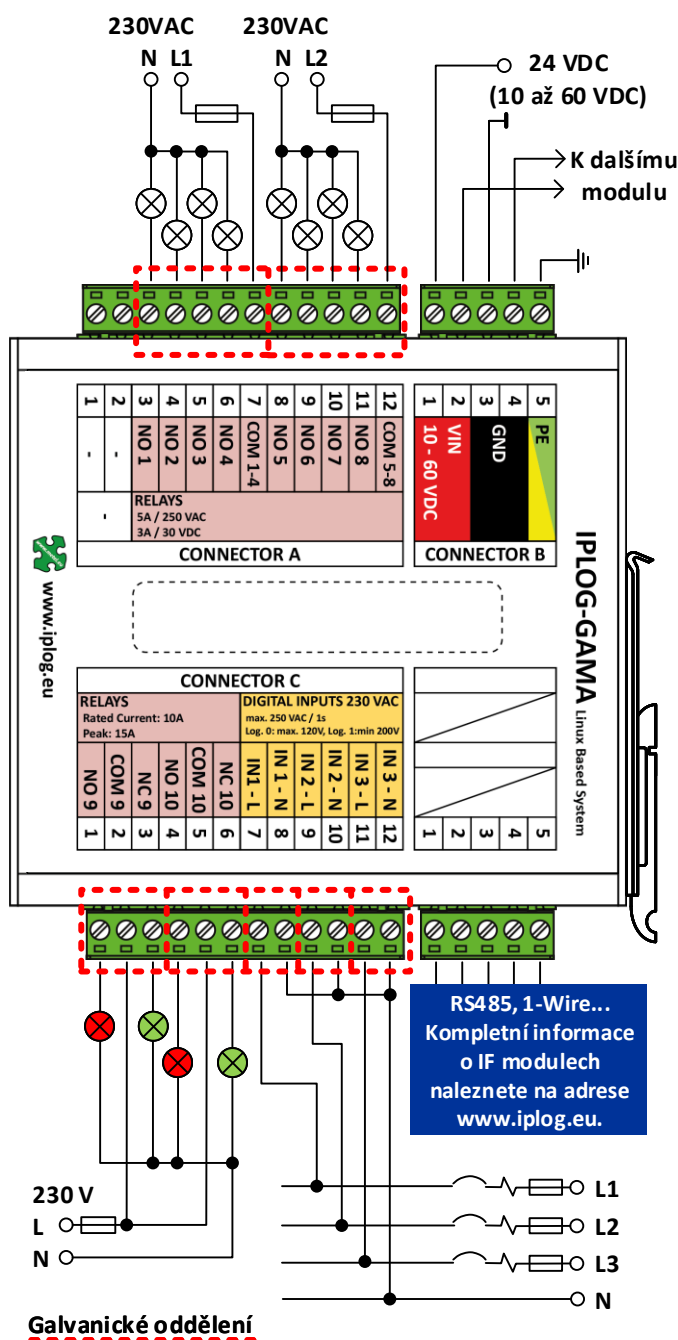 230VAC 230VAC
N L1 N L2
24 VDC
(10 až 60 VDC)
K dalšímu
modulu
1 2 3 4 5 6 7 8 9 10 11 12
- - NO 1 NO 2 NO 3 NO 4 COM 1-4 NO 5 NO 6 NO 7 NO 8 COM 5-8
-
RELAYS
5A / 250 VAC
3A / 30 VDC
CONNECTOR A
1 2 3 4 5
10 - 60 VDC
VIN
GND
PE
CONNECTOR B
www.iplog.eu
IPLOG-GAMA
Linux Based System
CONNECTOR C
RELAYS
Rated Current: 10A
Peak: 15A
DIGITAL INPUTS 230 VAC
max. 250 VAC / 1s
Log. 0: max. 120V, Log. 1:min 200V
NO 9 COM 9 NC 9 NO 10 COM 10 NC 10 IN1 - L IN 1 - N IN 2 - L IN 2 - N IN 3 - L IN 3 - N
1 2 3 4 5 6 7 8 9 10 11 12
1 2 3 4 5
RS485, 1-Wire...
Kompletní informace
o IF modulech
naleznete na adrese
www.iplog.eu.
230 V
L
N
L1
L2
L3
N
Galvanické oddělení